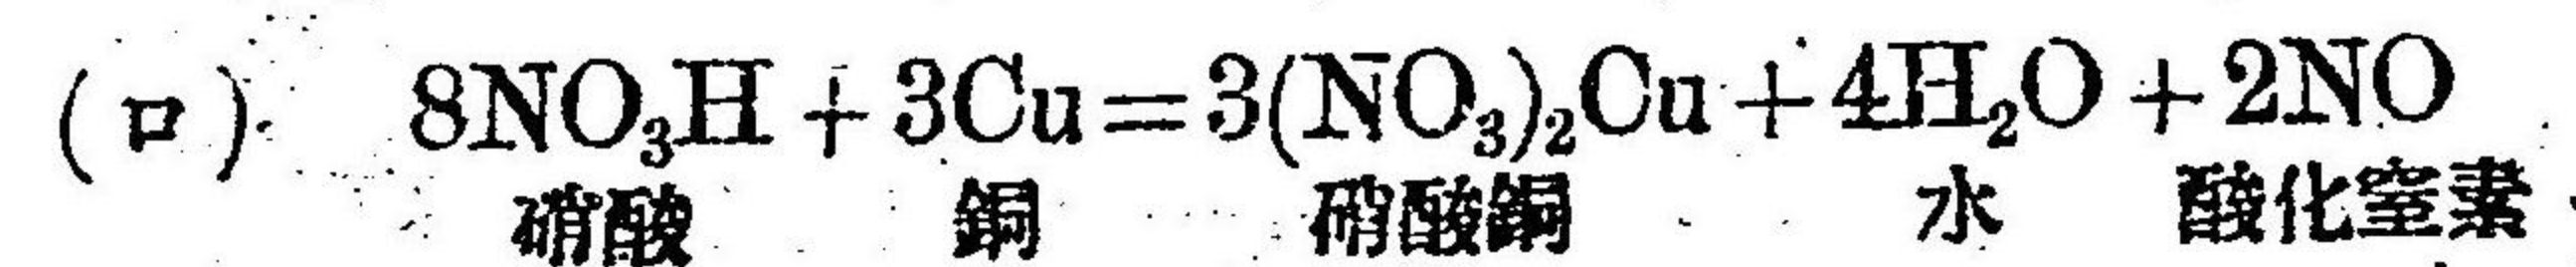 (ロ) 8NO₃H + 3Cu = 3(NO₃)₂Cu + 4H₂O + 2NO
硝酸 銅 硝酸銅 水 酸化窒素